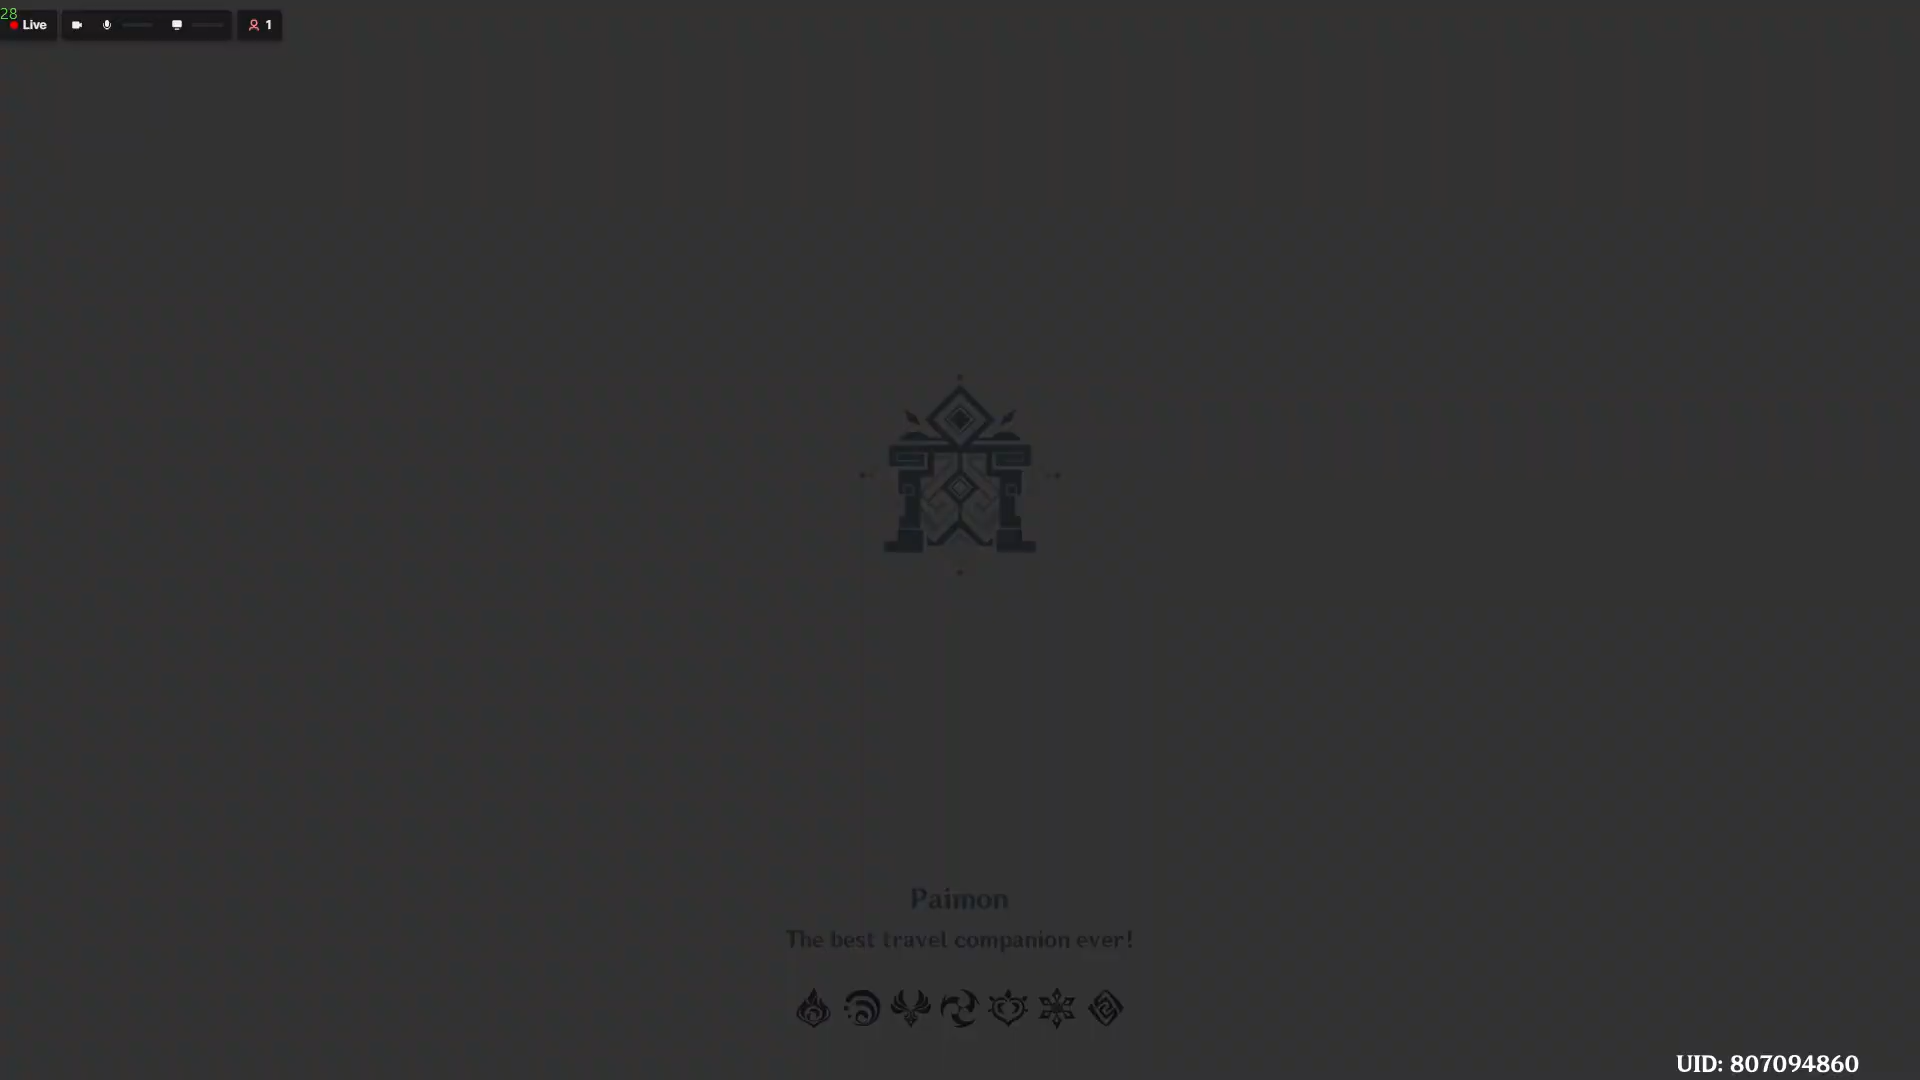 28
Live
1
Paimon
The best travel companion ever!
UID: 807094860